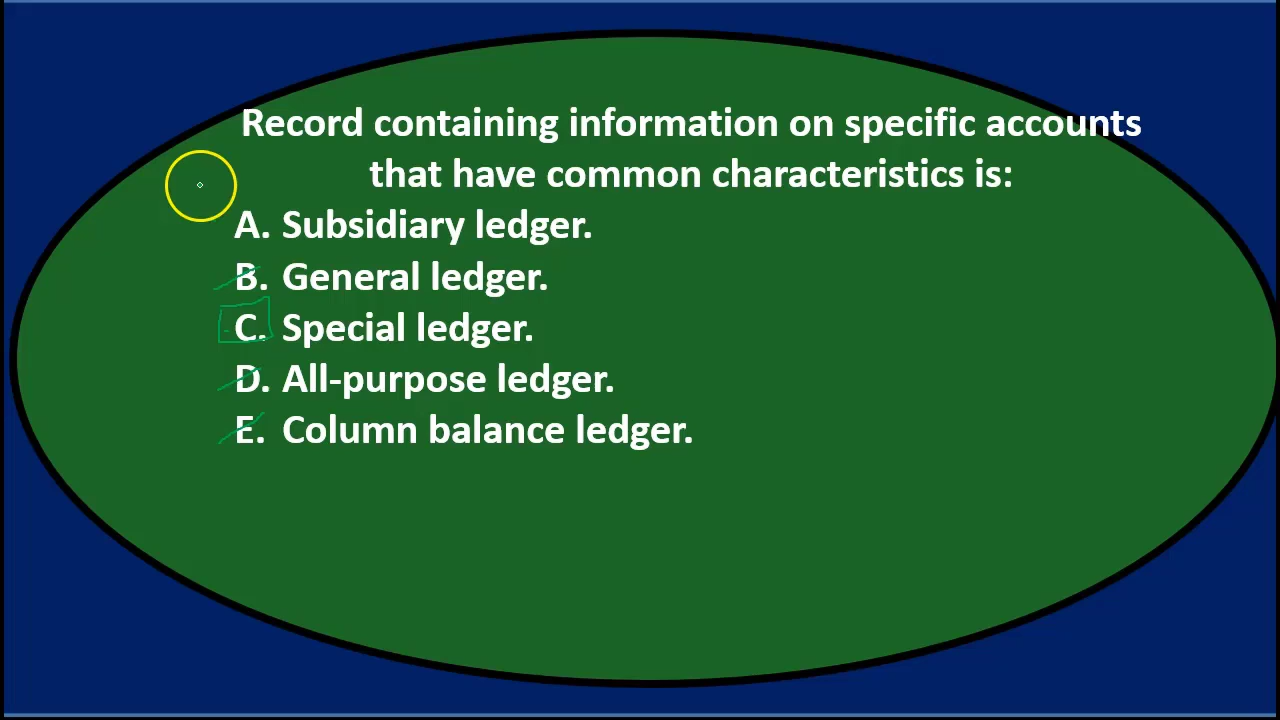 Record containing information on specific accounts
that have common characteristics is:
A. Subsidiary ledger.
B. General ledger.
C. Special ledger.
D. All-purpose ledger.
E. Column balance ledger.